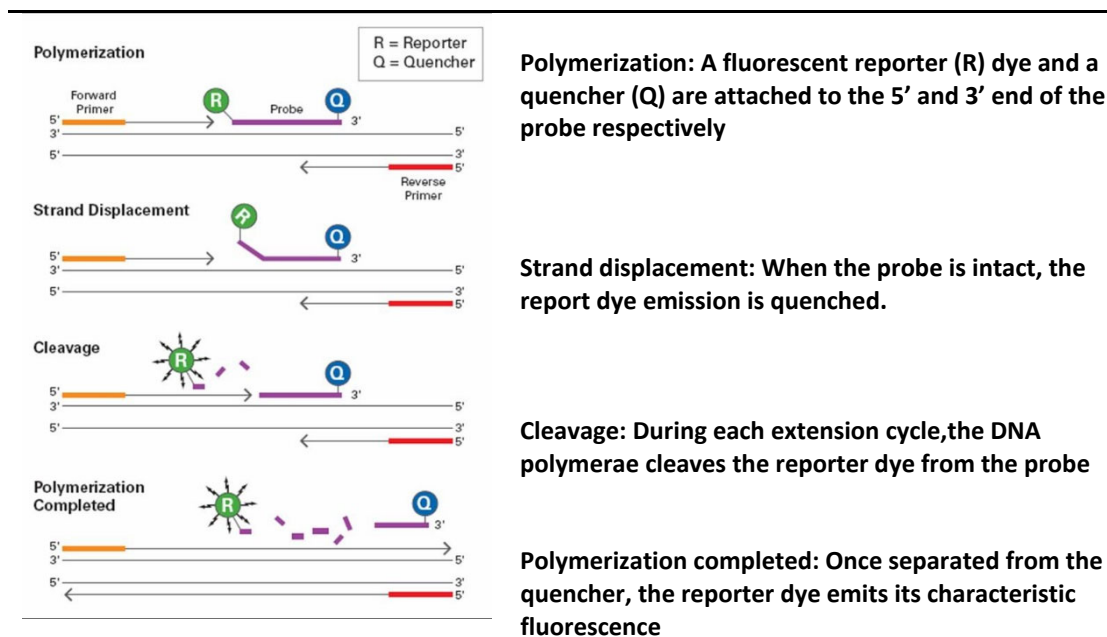 Polymerization
R = Reporter
Q = Quencher
Forward
Primer
R
Probe
Q
5'
3'
3'
5'
5'
3'
5'
Reverse
Primer
Polymerization: A fluorescent reporter (R) dye and a
quencher (Q) are attached to the 5’ and 3’ end of the
probe respectively
Strand Displacement
R
Q
5'
3'
3'
5'
5'
3'
5'
Strand displacement: When the probe is intact, the
report dye emission is quenched.
Cleavage
R
Q
5'
3'
3'
5'
5'
3'
5'
Cleavage: During each extension cycle,the DNA
polymerae cleaves the reporter dye from the probe
Polymerization
Completed
R
Q
3'
5'
3'
5'
5'
3'
5'
Polymerization completed: Once separated from the
quencher, the reporter dye emits its characteristic
fluorescence